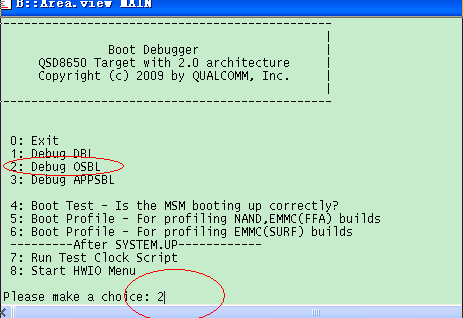 B::Area.view MAIN
Boot Debugger
QSD8650 Target with 2.0 architecture
Copyright (c) 2009 by QUALCOMM, Inc.
0: Exit
1: Debug DBL
2: Debug OSBL
3: Debug APPSBL
4: Boot Test - Is the MSM booting up correctly?
5: Boot Profile - For profiling NAND,EMMC(FFA) builds
6: Boot Profile - For profiling EMMC(SURF) builds
---------After SYSTEM.UP------------
7: Run Test Clock Script
8: Start HWIO Menu
Please make a choice: 2